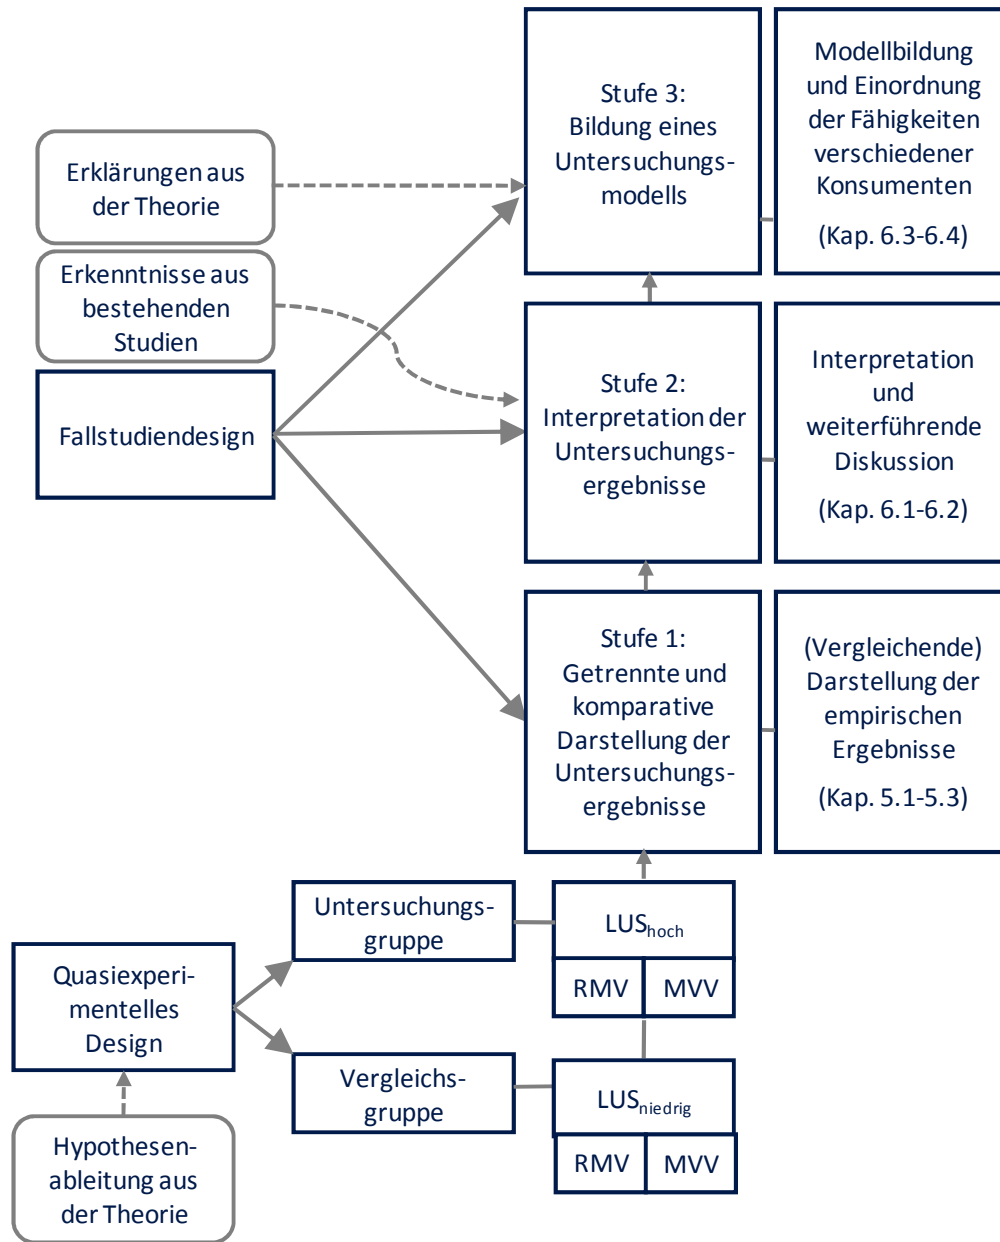 Erklärungen aus
der Theorie
Erkenntnisse aus
bestehenden
Studien
Fallstudiendesign
Stufe 3:
Bildung eines
Untersuchungs-
modells
Modellbildung
und Einordnung
der Fähigkeiten
verschiedener
Konsumenten
(Kap. 6.3-6.4)
Stufe 2:
Interpretation der
Untersuchungs-
ergebnisse
Interpretation
und
weiterführende
Diskussion
(Kap. 6.1-6.2)
Stufe 1:
Getrennte und
komparative
Darstellung der
Untersuchungs-
ergebnisse
(Vergleichende)
Darstellung der
empirischen
Ergebnisse
(Kap. 5.1-5.3)
Untersuchungs-
gruppe
LUShoch
RMV MVV
Quasiexperi-
mentelles
Design
Vergleichs-
gruppe
LUSniedrig
RMV MVV
Hypothesen-
ableitung aus
der Theorie